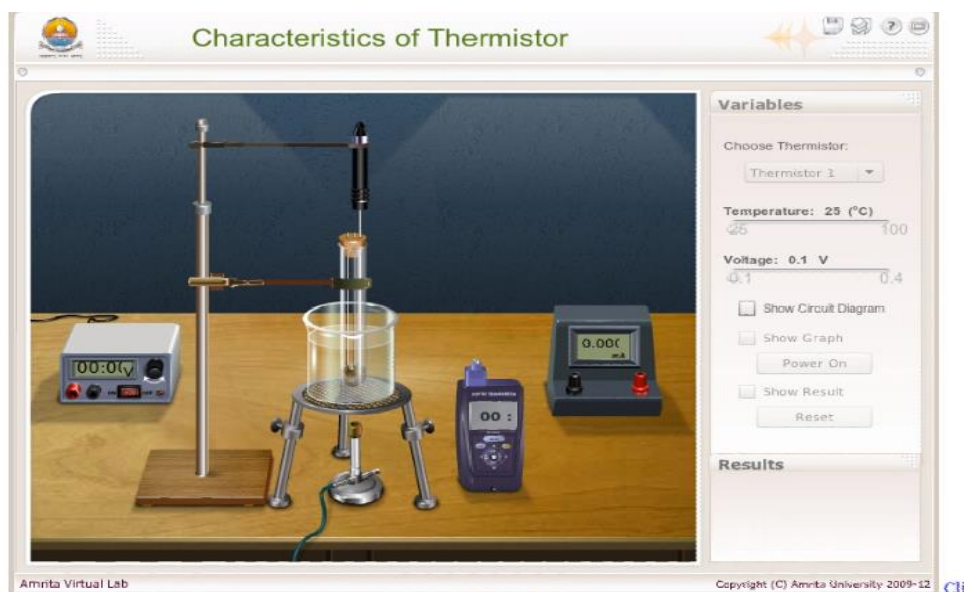 Characteristics of Thermistor
Variables
Choose Thermistor:
Thermistor 1
Temperature: 25 (°C)
25 100
Voltage: 0.1 V
0.1 0.4
Show Circuit Diagram
Show Graph
Power On
Show Result
Reset
Results
00:0 V
0.00
mA
00 :
Amrita Virtual Lab
Copyright (C) Amrita University 2009-12
Cli